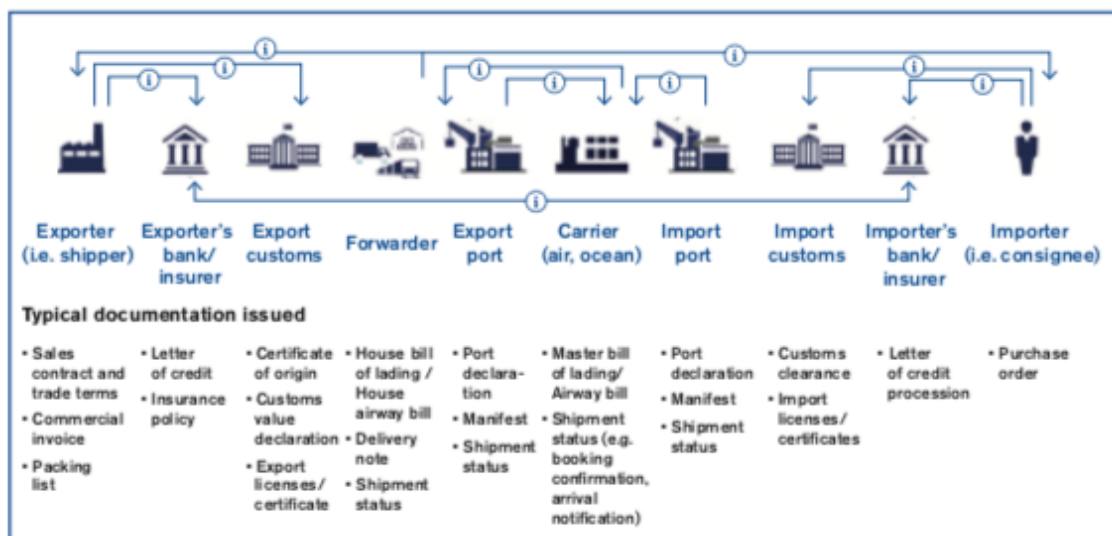 Exporter
(i.e. shipper)
Exporter's
bank/
insurer
Export
customs
Forwarder
Export
port
Carrier
(air, ocean)
Import
port
Import
customs
Importer's
bank/
insurer
Importer
(i.e. consignee)
Typical documentation issued
• Sales
contract and
trade terms
• Commercial
invoice
• Packing
list
• Letter
of credit
• Insurance
policy
• Certificate
of origin
• Customs
value
declaration
• Export
licenses/
certificate
• House bill
of lading /
House
airway bill
• Delivery
note
• Shipment
status
• Port
declara-
tion
• Manifest
• Shipment
status
• Master bill
of lading/
Airway bill
• Shipment
status (e.g.
booking
confirmation,
arrival
notification)
• Port
declaration
• Manifest
• Shipment
status
• Customs
clearance
• Import
licenses/
certificates
• Letter
of credit
procession
• Purchase
order